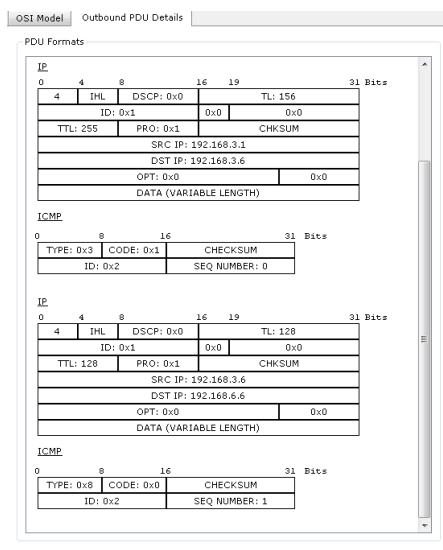 OSI Model Outbound PDU Details
PDU Formats
IP
0 4 8 16 19 31 Bits
4 IHL DSCP: 0x0 TL: 156
ID: 0x1 0x0 0x0
TTL: 255 PRO: 0x1 CHKSUM
SRC IP: 192.168.3.1
DST IP: 192.168.3.6
OPT: 0x0 0x0
DATA (VARIABLE LENGTH)
ICMP
0 8 16 31 Bits
TYPE: 0x3 CODE: 0x1 CHECKSUM
ID: 0x2 SEQ NUMBER: 0
IP
0 4 8 16 19 31 Bits
4 IHL DSCP: 0x0 TL: 128
ID: 0x1 0x0 0x0
TTL: 128 PRO: 0x1 CHKSUM
SRC IP: 192.168.3.6
DST IP: 192.168.6.6
OPT: 0x0 0x0
DATA (VARIABLE LENGTH)
ICMP
0 8 16 31 Bits
TYPE: 0x8 CODE: 0x0 CHECKSUM
ID: 0x2 SEQ NUMBER: 1